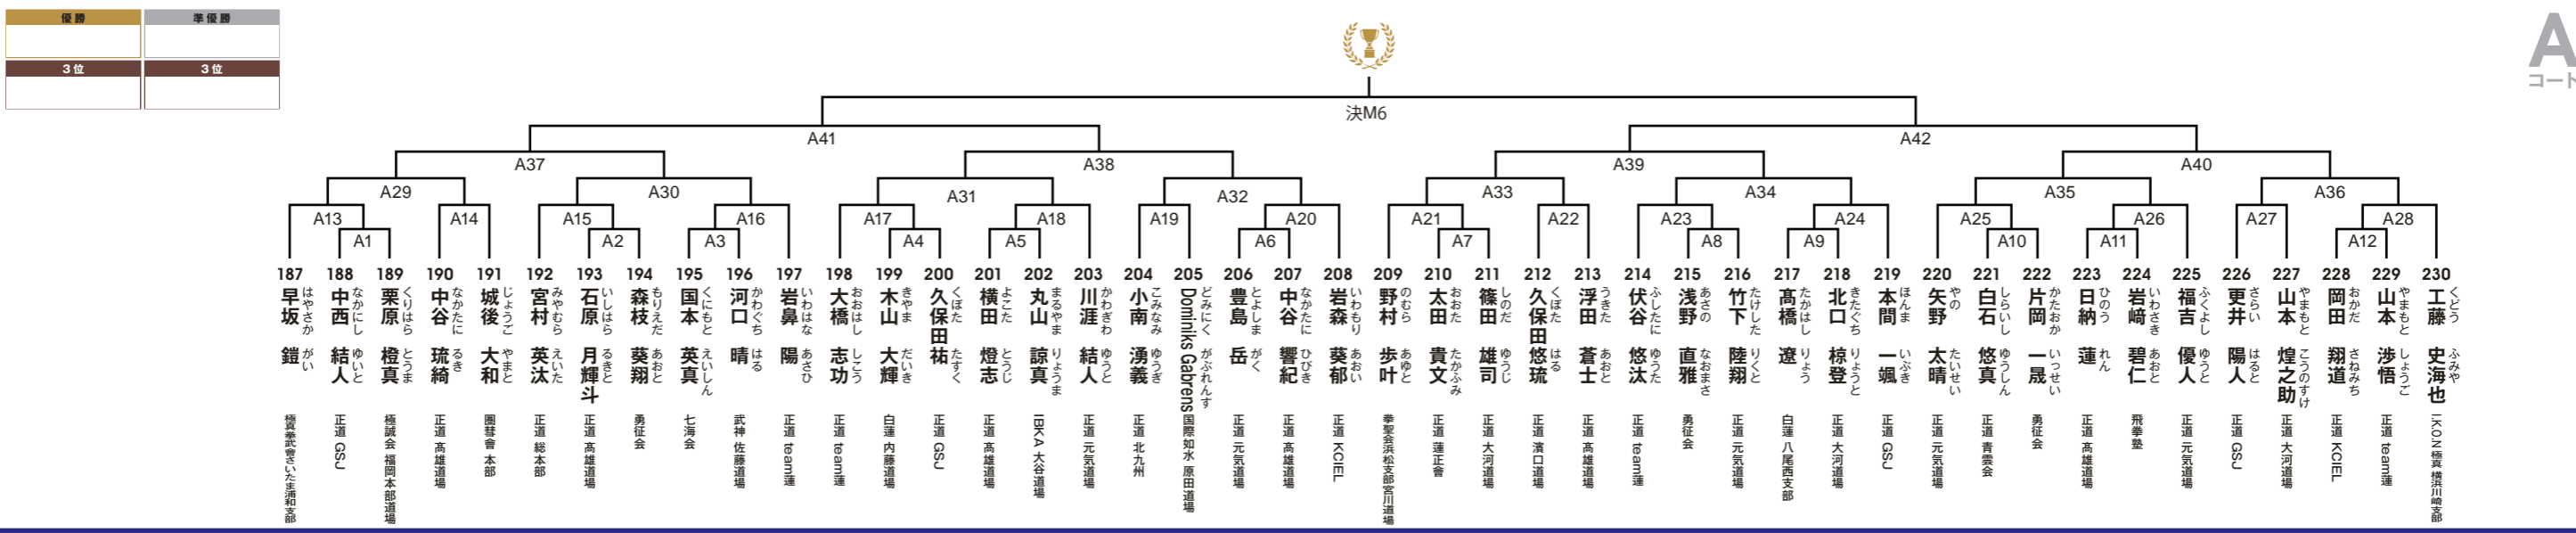 優勝
準優勝
3位
3位
A
コート
決M6
A41
A42
A37
A38
A39
A40
A29
A30
A31
A32
A33
A34
A35
A36
A13
A14
A15
A16
A17
A18
A19
A20
A21
A22
A23
A24
A25
A26
A27
A28
A1
A2
A3
A4
A5
A6
A7
A8
A9
A10
A11
A12
187 早坂 鎧 はやさか がい 極真拳武會さいたま浦和支部
188 中西 結人 なかにし ゆいと 正道 GSJ
189 栗原 橙真 くりはら とうま 極誠会 福岡本部道場
190 中谷 琉綺 なかたに るき 正道 高雄道場
191 城後 大和 じょうご やまと 圏彗會 本部
192 宮村 英汰 みやむら えいた 正道 総本部
193 石原 月輝斗 いしはら るきと 正道 高雄道場
194 森枝 葵翔 もりえだ あおと 勇征会
195 国本 英真 くにもと えいしん 七海会
196 河口 晴 かわぐち はる 武神 佐藤道場
197 岩鼻 陽 いわはな あさひ 正道 team蓮
198 大橋 志功 おおはし しこう 正道 team蓮
199 木山 大輝 きやま だいき 白蓮 内藤道場
200 久保田 祐 くぼた たすく 正道 GSJ
201 横田 燈志 よこた とうじ 正道 高雄道場
202 丸山 諒真 まるやま りょうま IBKA 大谷道場
203 川涯 結人 かわぎわ ゆうと 正道 元気道場
204 小南 湧義 こみなみ ゆうぎ 正道 北九州
205 Dominiks Gabrens どみにく がぶれんす 国際如水 原田道場
206 豊島 岳 とよしま がく 正道 元気道場
207 中谷 響紀 なかたに ひびき 正道 高雄道場
208 岩森 葵郁 いわもり あおい 正道 KCIEL
209 野村 歩叶 のむら あゆと 拳聖会浜松支部宮川道場
210 太田 貴文 おおた たかふみ 正道 蓮正會
211 篠田 雄司 しのだ ゆうじ 正道 大河道場
212 久保田 悠琉 くぼた はる 正道 濱口道場
213 浮田 蒼士 うきた あおと 正道 高雄道場
214 伏谷 悠汰 ふしたに ゆうた 正道 team蓮
215 浅野 直雅 あさの なおまさ 勇征会
216 竹下 陸翔 たけした りくと 正道 元気道場
217 髙橋 遼 たかはし りょう 白蓮 八尾西支部
218 北口 椋登 きたぐち りょうと 正道 大河道場
219 本間 一颯 ほんま いぶき 正道 GSJ
220 矢野 太晴 やの たいせい 正道 元気道場
221 白石 悠真 しらいし ゆうしん 正道 青雲会
222 片岡 一晟 かたおか いっせい 勇征会
223 日納 蓮 ひのう れん 正道 高雄道場
224 岩﨑 碧仁 いわさき あおと 飛拳塾
225 福吉 優人 ふくよし ゆうと 正道 元気道場
226 更井 陽人 さらい はると 正道 GSJ
227 山本 煌之助 やまもと こうのすけ 正道 大河道場
228 岡田 翔道 おかだ さねみち 正道 KCIEL
229 山本 渉悟 やまもと しょうご 正道 team蓮
230 工藤 史海也 くどう ふみや I.K.O.N極真 横浜川崎支部